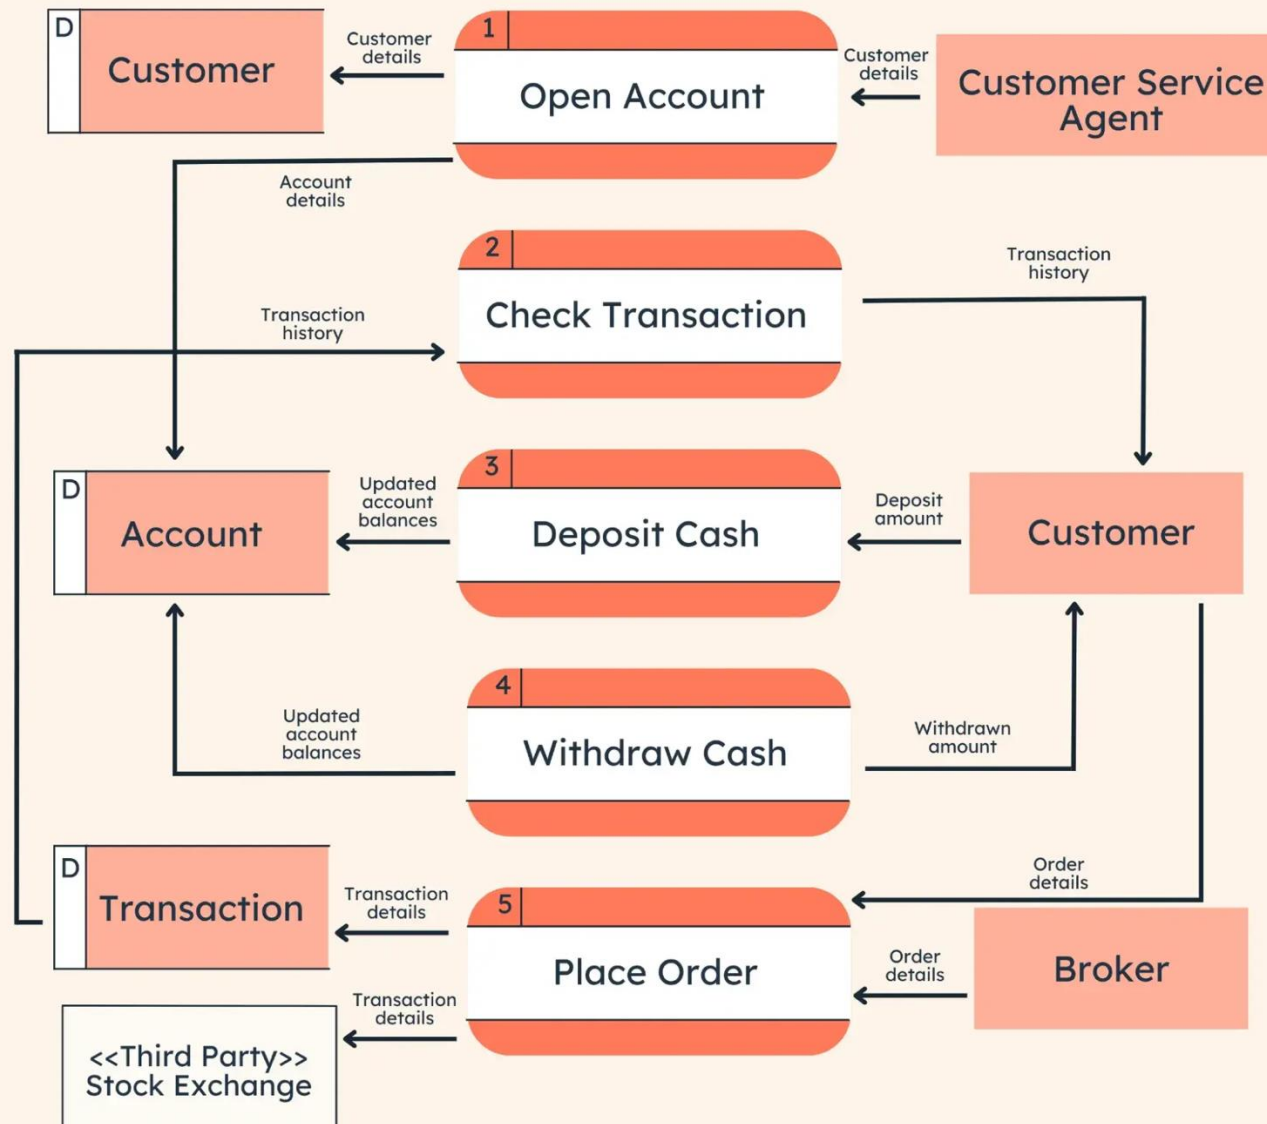 D
Customer
Customer
details
1
Open Account
Customer
details
Customer Service
Agent
Account
details
2
Check Transaction
Transaction
history
Transaction
history
D
Account
Updated
account
balances
3
Deposit Cash
Deposit
amount
Customer
Updated
account
balances
4
Withdraw Cash
Withdrawn
amount
D
Transaction
Transaction
details
5
Place Order
Order
details
Order
details
Broker
Transaction
details
<<Third Party>>
Stock Exchange